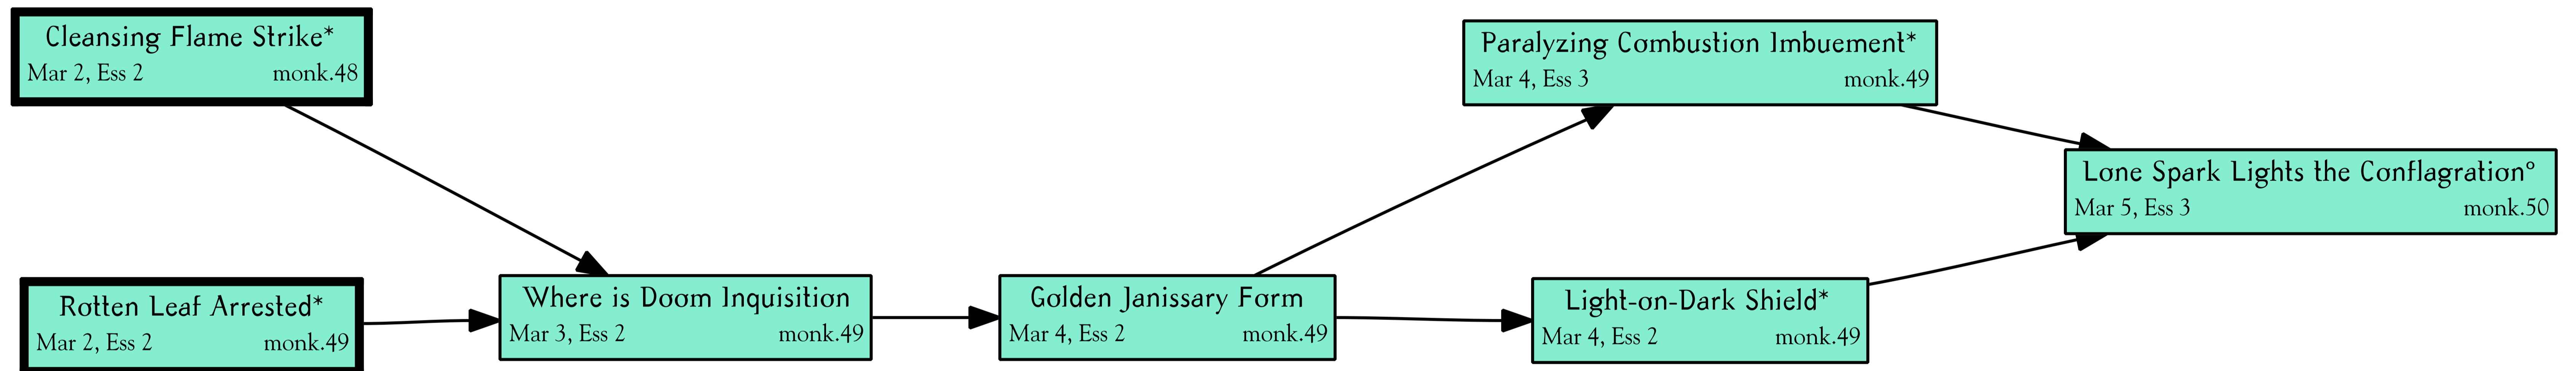 Cleansing Flame Strike*
Mar 2, Ess 2 monk.48
Rotten Leaf Arrested*
Mar 2, Ess 2 monk.49
Where is Doom Inquisition
Mar 3, Ess 2 monk.49
Golden Janissary Form
Mar 4, Ess 2 monk.49
Paralyzing Combustion Imbuement*
Mar 4, Ess 3 monk.49
Light-on-Dark Shield*
Mar 4, Ess 2 monk.49
Lone Spark Lights the Conflagration°
Mar 5, Ess 3 monk.50